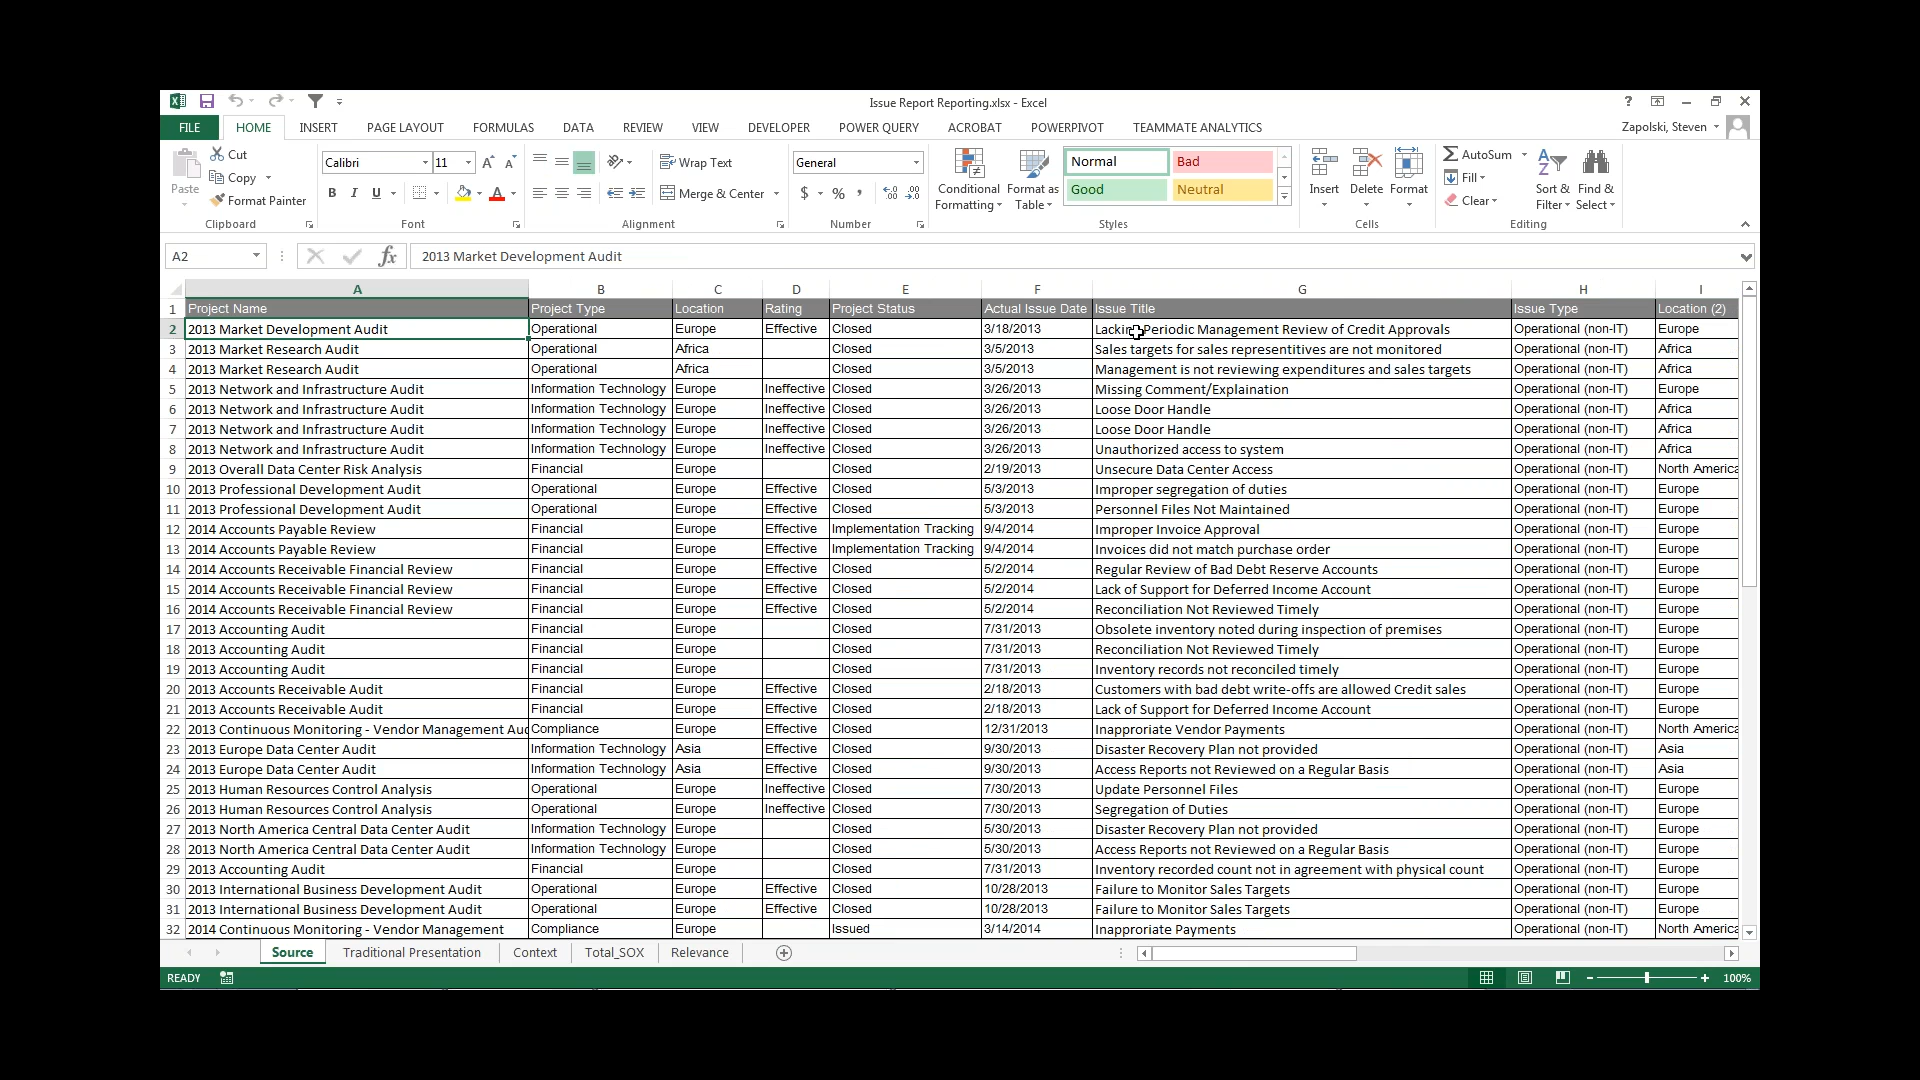 Issue Report Reporting.xlsx - Excel
FILE HOME INSERT PAGE LAYOUT FORMULAS DATA REVIEW VIEW DEVELOPER POWER QUERY ACROBAT POWERPIVOT TEAMMATE ANALYTICS Zapolski, Steven
Paste Cut Copy Format Painter Clipboard
Calibri 11 B I U A Font
Wrap Text Merge & Center Alignment
General $ % , Number
Conditional Formatting Format as Table Normal Bad Good Neutral Styles
Insert Delete Format Cells
AutoSum Fill Clear Sort & Filter Find & Select Editing
A2 fx 2013 Market Development Audit
A B C D E F G H I
1 Project Name Project Type Location Rating Project Status Actual Issue Date Issue Title Issue Type Location (2)
2 2013 Market Development Audit Operational Europe Effective Closed 3/18/2013 Lacking Periodic Management Review of Credit Approvals Operational (non-IT) Europe
3 2013 Market Research Audit Operational Africa Closed 3/5/2013 Sales targets for sales representitives are not monitored Operational (non-IT) Africa
4 2013 Market Research Audit Operational Africa Closed 3/5/2013 Management is not reviewing expenditures and sales targets Operational (non-IT) Africa
5 2013 Network and Infrastructure Audit Information Technology Europe Ineffective Closed 3/26/2013 Missing Comment/Explaination Operational (non-IT) Europe
6 2013 Network and Infrastructure Audit Information Technology Europe Ineffective Closed 3/26/2013 Loose Door Handle Operational (non-IT) Africa
7 2013 Network and Infrastructure Audit Information Technology Europe Ineffective Closed 3/26/2013 Loose Door Handle Operational (non-IT) Africa
8 2013 Network and Infrastructure Audit Information Technology Europe Ineffective Closed 3/26/2013 Unauthorized access to system Operational (non-IT) Africa
9 2013 Overall Data Center Risk Analysis Financial Europe Closed 2/19/2013 Unsecure Data Center Access Operational (non-IT) North America
10 2013 Professional Development Audit Operational Europe Effective Closed 5/3/2013 Improper segregation of duties Operational (non-IT) Europe
11 2013 Professional Development Audit Operational Europe Effective Closed 5/3/2013 Personnel Files Not Maintained Operational (non-IT) Europe
12 2014 Accounts Payable Review Financial Europe Effective Implementation Tracking 9/4/2014 Improper Invoice Approval Operational (non-IT) Europe
13 2014 Accounts Payable Review Financial Europe Effective Implementation Tracking 9/4/2014 Invoices did not match purchase order Operational (non-IT) Europe
14 2014 Accounts Receivable Financial Review Financial Europe Effective Closed 5/2/2014 Regular Review of Bad Debt Reserve Accounts Operational (non-IT) Europe
15 2014 Accounts Receivable Financial Review Financial Europe Effective Closed 5/2/2014 Lack of Support for Deferred Income Account Operational (non-IT) Europe
16 2014 Accounts Receivable Financial Review Financial Europe Effective Closed 5/2/2014 Reconciliation Not Reviewed Timely Operational (non-IT) Europe
17 2013 Accounting Audit Financial Europe Closed 7/31/2013 Obsolete inventory noted during inspection of premises Operational (non-IT) Europe
18 2013 Accounting Audit Financial Europe Closed 7/31/2013 Reconciliation Not Reviewed Timely Operational (non-IT) Europe
19 2013 Accounting Audit Financial Europe Closed 7/31/2013 Inventory records not reconciled timely Operational (non-IT) Europe
20 2013 Accounts Receivable Audit Financial Europe Effective Closed 2/18/2013 Customers with bad debt write-offs are allowed Credit sales Operational (non-IT) Europe
21 2013 Accounts Receivable Audit Financial Europe Effective Closed 2/18/2013 Lack of Support for Deferred Income Account Operational (non-IT) Europe
22 2013 Continuous Monitoring - Vendor Management Aud Compliance Europe Effective Closed 12/31/2013 Inapproriate Vendor Payments Operational (non-IT) North America
23 2013 Europe Data Center Audit Information Technology Asia Effective Closed 9/30/2013 Disaster Recovery Plan not provided Operational (non-IT) Asia
24 2013 Europe Data Center Audit Information Technology Asia Effective Closed 9/30/2013 Access Reports not Reviewed on a Regular Basis Operational (non-IT) Asia
25 2013 Human Resources Control Analysis Operational Europe Ineffective Closed 7/30/2013 Update Personnel Files Operational (non-IT) Europe
26 2013 Human Resources Control Analysis Operational Europe Ineffective Closed 7/30/2013 Segregation of Duties Operational (non-IT) Europe
27 2013 North America Central Data Center Audit Information Technology Europe Closed 5/30/2013 Disaster Recovery Plan not provided Operational (non-IT) Europe
28 2013 North America Central Data Center Audit Information Technology Europe Closed 5/30/2013 Access Reports not Reviewed on a Regular Basis Operational (non-IT) Europe
29 2013 Accounting Audit Financial Europe Closed 7/31/2013 Inventory recorded count not in agreement with physical count Operational (non-IT) Europe
30 2013 International Business Development Audit Operational Europe Effective Closed 10/28/2013 Failure to Monitor Sales Targets Operational (non-IT) Europe
31 2013 International Business Development Audit Operational Europe Effective Closed 10/28/2013 Failure to Monitor Sales Targets Operational (non-IT) Europe
32 2014 Continuous Monitoring - Vendor Management Compliance Europe Issued 3/14/2014 Inapproriate Payments Operational (non-IT) North America
Source Traditional Presentation Context Total_SOX Relevance
READY 100%